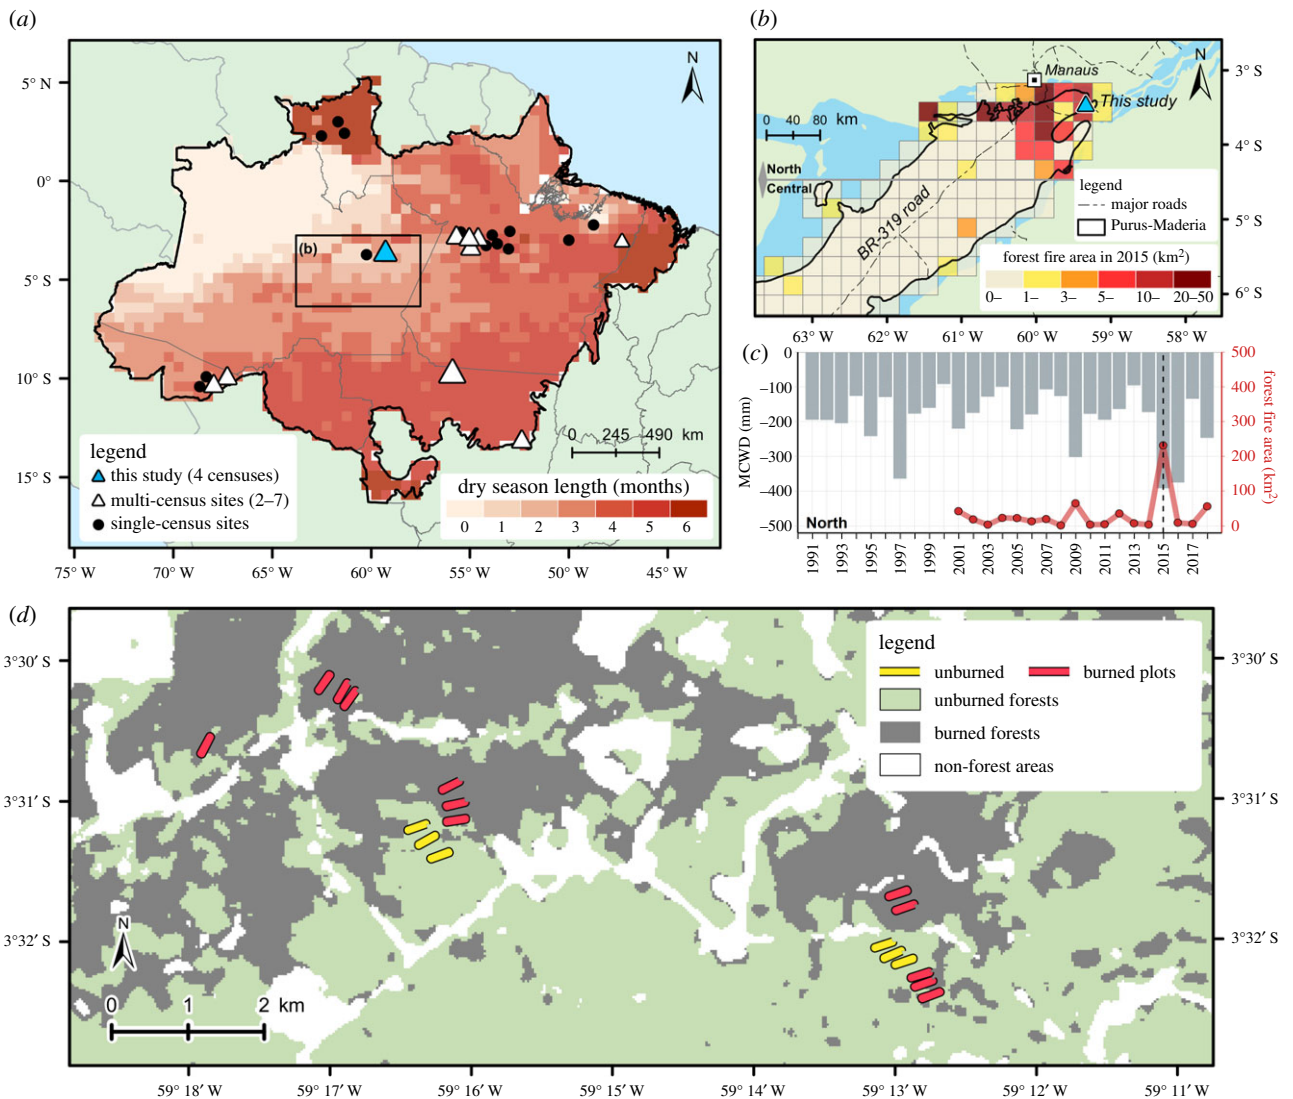 (a)
N
5° N
0°
5° S
10° S
15° S
(b)
0 245 490 km
legend
this study (4 censuses)
multi-census sites (2–7)
single-census sites
dry season length (months)
0 1 2 3 4 5 6
75° W 70° W 65° W 60° W 55° W 50° W 45° W
(b)
N
Manaus
This study
0 40 80 km
North
Central
BR-319 road
legend
major roads
Purus-Maderia
forest fire area in 2015 (km²)
0– 1– 3– 5– 10– 20–50
3° S
4° S
5° S
6° S
63° W 62° W 61° W 60° W 59° W 58° W
(c)
MCWD (mm)
0
–100
–200
–300
–400
–500
North
500
400
300
200
100
0
forest fire area (km²)
1991 1993 1995 1997 1999 2001 2003 2005 2007 2009 2011 2013 2015 2017
(d)
3°30′ S
3°31′ S
3°32′ S
N
0 1 2 km
legend
unburned burned plots
unburned forests
burned forests
non-forest areas
3°30′ S
3°31′ S
3°32′ S
59°18′ W 59°17′ W 59°16′ W 59°15′ W 59°14′ W 59°13′ W 59°12′ W 59°11′ W